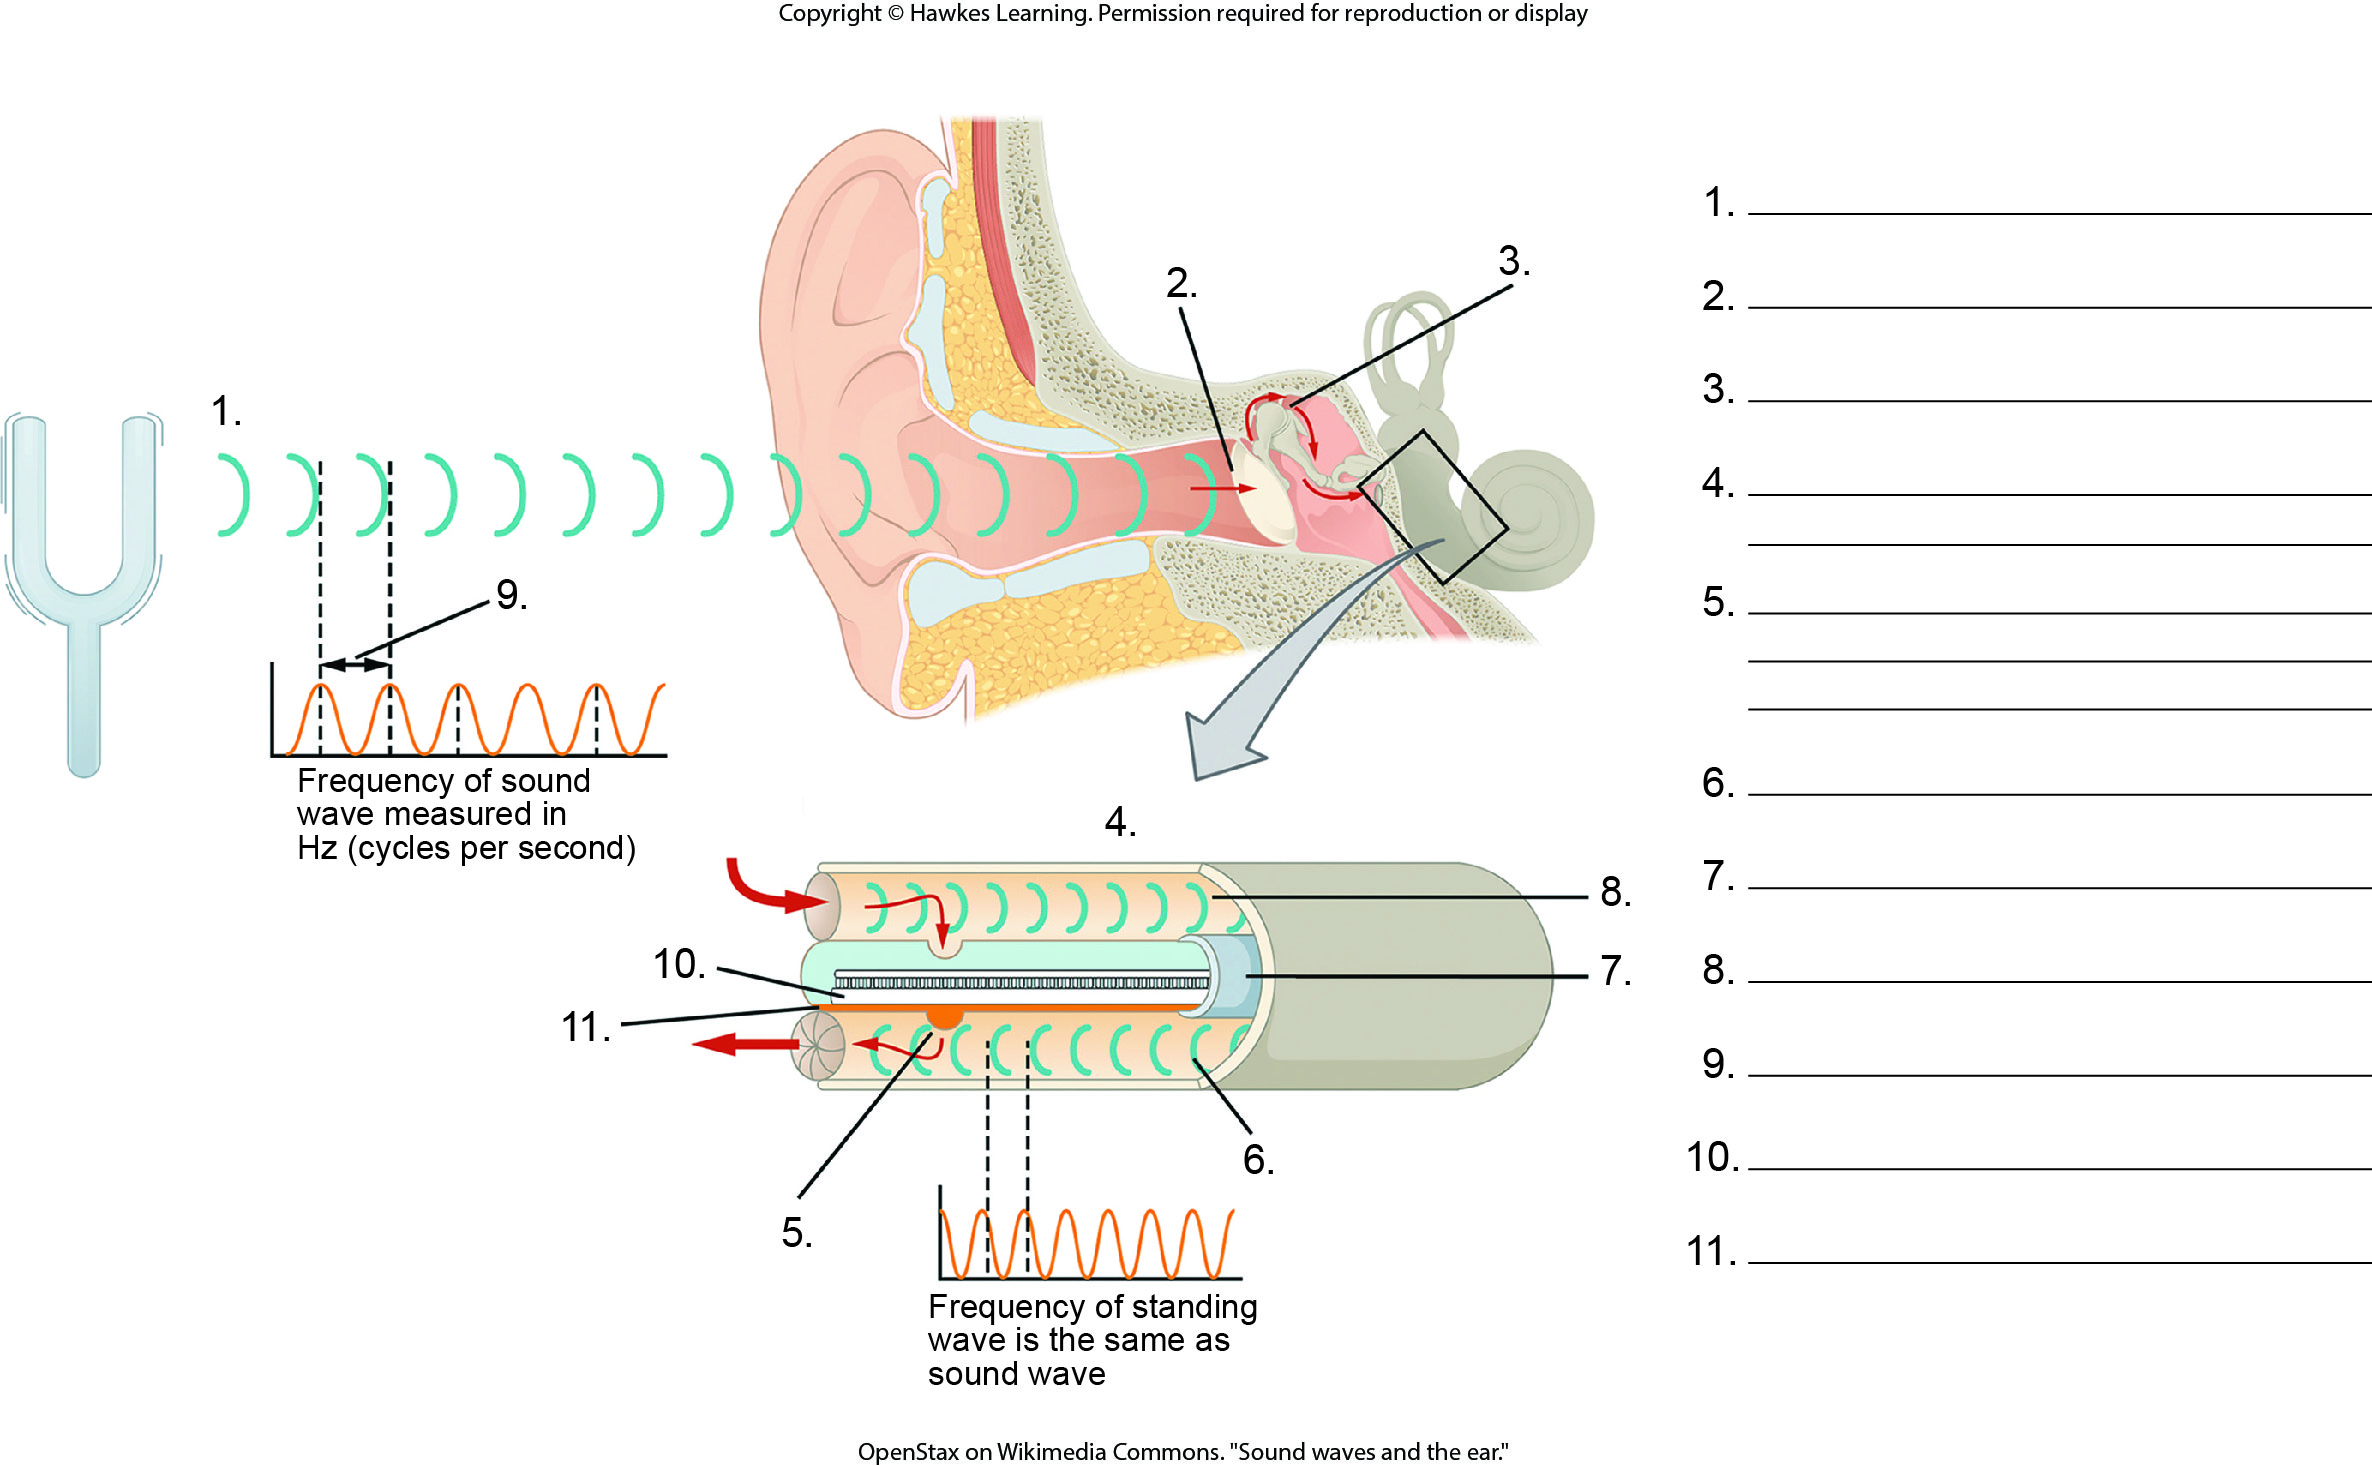 Copyright © Hawkes Learning. Permission required for reproduction or display
1.
2.
3.
9.
Frequency of sound
wave measured in
Hz (cycles per second)
4.
8.
10.
7.
11.
6.
5.
Frequency of standing
wave is the same as
sound wave
1.
2.
3.
4.
5.
6.
7.
8.
9.
10.
11.
OpenStax on Wikimedia Commons. "Sound waves and the ear."